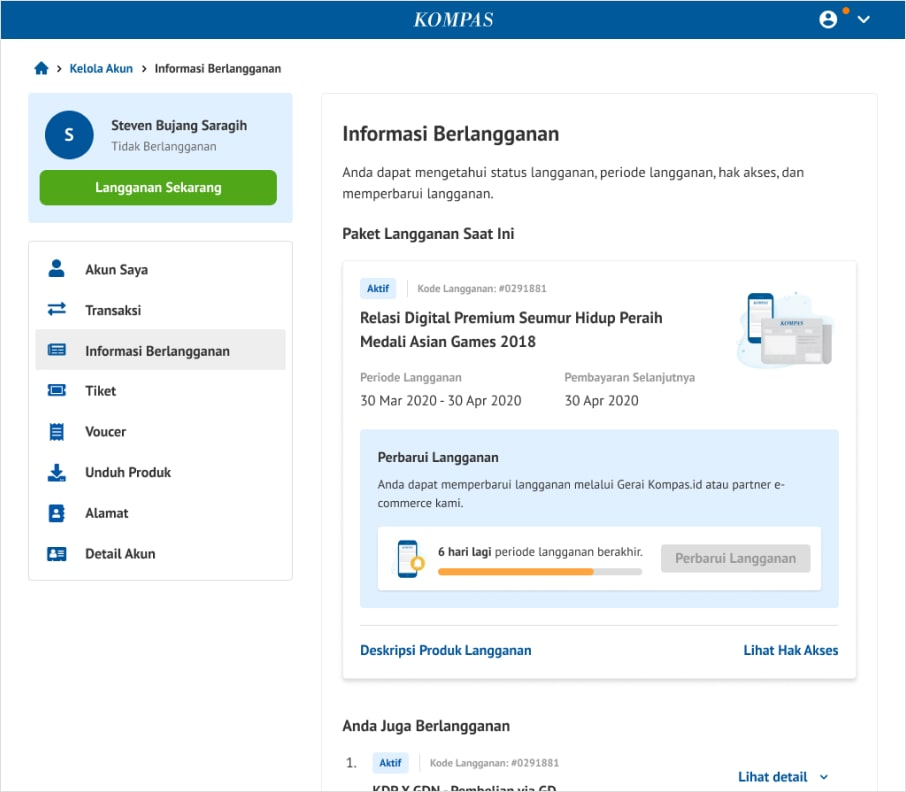 KOMPAS
Kelola Akun > Informasi Berlangganan
S
Steven Bujang Saragih
Tidak Berlangganan
Langganan Sekarang
Akun Saya
Transaksi
Informasi Berlangganan
Tiket
Voucer
Unduh Produk
Alamat
Detail Akun
Informasi Berlangganan
Anda dapat mengetahui status langganan, periode langganan, hak akses, dan
memperbarui langganan.
Paket Langganan Saat Ini
Aktif
Kode Langganan: #0291881
Relasi Digital Premium Seumur Hidup Peraih
Medali Asian Games 2018
KOMPAS
Periode Langganan
30 Mar 2020 - 30 Apr 2020
Pembayaran Selanjutnya
30 Apr 2020
Perbarui Langganan
Anda dapat memperbarui langganan melalui Gerai Kompas.id atau partner e-
commerce kami.
6 hari lagi periode langganan berakhir.
Perbarui Langganan
Deskripsi Produk Langganan
Lihat Hak Akses
Anda Juga Berlangganan
1.
Aktif
Kode Langganan: #0291881
KDP X GDN - Pembelian via GD
Lihat detail